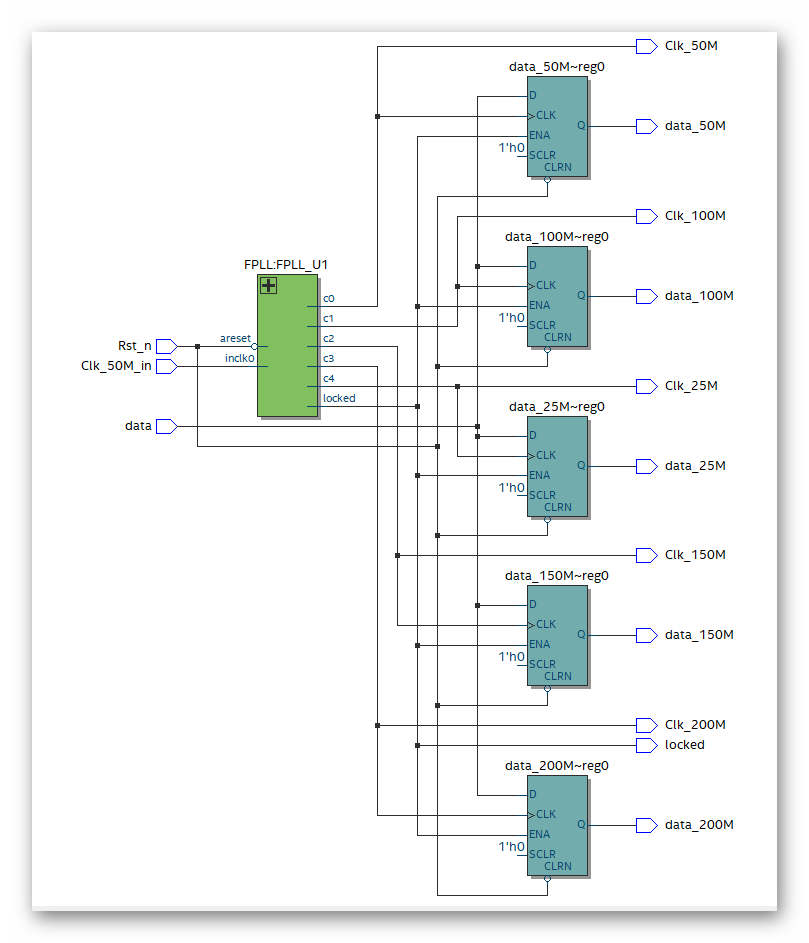 Clk_50M
data_50M~reg0
D
CLK
Q
data_50M
ENA
1'h0
SCLR
CLRN
Clk_100M
data_100M~reg0
FPLL:FPLL_U1
D
CLK
c0
Q
data_100M
ENA
c1
1'h0
SCLR
Rst_n
areset
c2
CLRN
Clk_50M_in
inclk0
c3
c4
Clk_25M
locked
data_25M~reg0
data
D
CLK
Q
data_25M
ENA
1'h0
SCLR
CLRN
Clk_150M
data_150M~reg0
D
CLK
Q
data_150M
ENA
1'h0
SCLR
CLRN
Clk_200M
locked
data_200M~reg0
D
CLK
Q
data_200M
ENA
1'h0
SCLR
CLRN